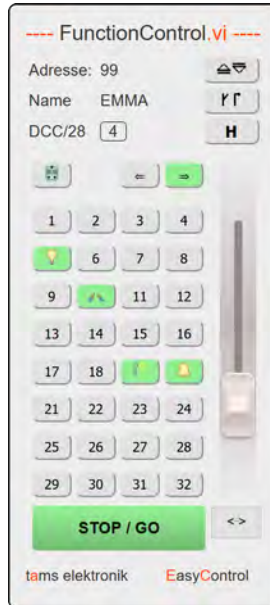 ---- FunctionControl.vi ----
Adresse: 99
Name EMMA
DCC/28 4
H
⇐ ⇒
1 2 3 4
6 7 8
9 11 12
13 14 15 16
17 18
21 22 23 24
25 26 27 28
29 30 31 32
STOP / GO <->
tams elektronik EasyControl